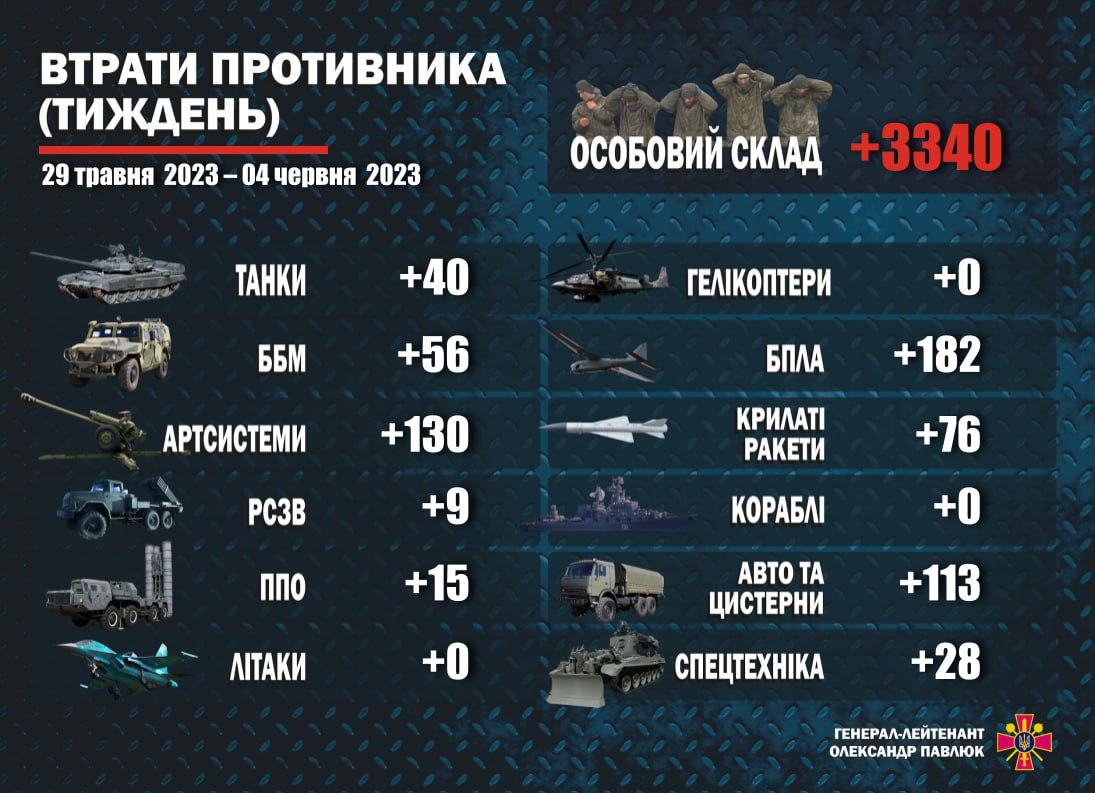 ВТРАТИ ПРОТИВНИКА
(ТИЖДЕНЬ)
29 травня 2023 – 04 червня 2023
ОСОБОВИЙ СКЛАД +3340
ТАНКИ +40
ББМ +56
АРТСИСТЕМИ +130
РСЗВ +9
ППО +15
ЛІТАКИ +0
ГЕЛІКОПТЕРИ +0
БПЛА +182
КРИЛАТІ
РАКЕТИ +76
КОРАБЛІ +0
АВТО ТА
ЦИСТЕРНИ +113
СПЕЦТЕХНІКА +28
ГЕНЕРАЛ-ЛЕЙТЕНАНТ
ОЛЕКСАНДР ПАВЛЮК